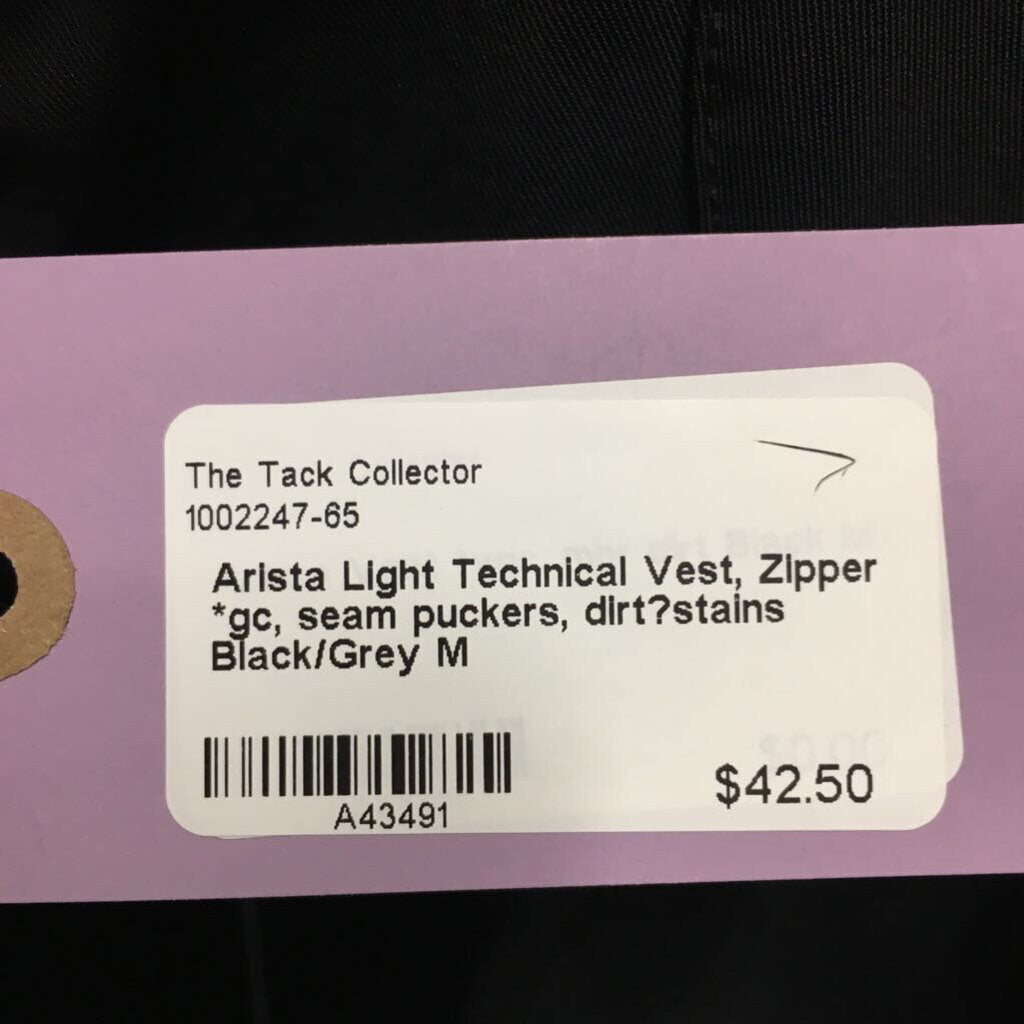 The Tack Collector
1002247-65
Arista Light Technical Vest, Zipper
*gc, seam puckers, dirt?stains
Black/Grey M
A43491
$42.50